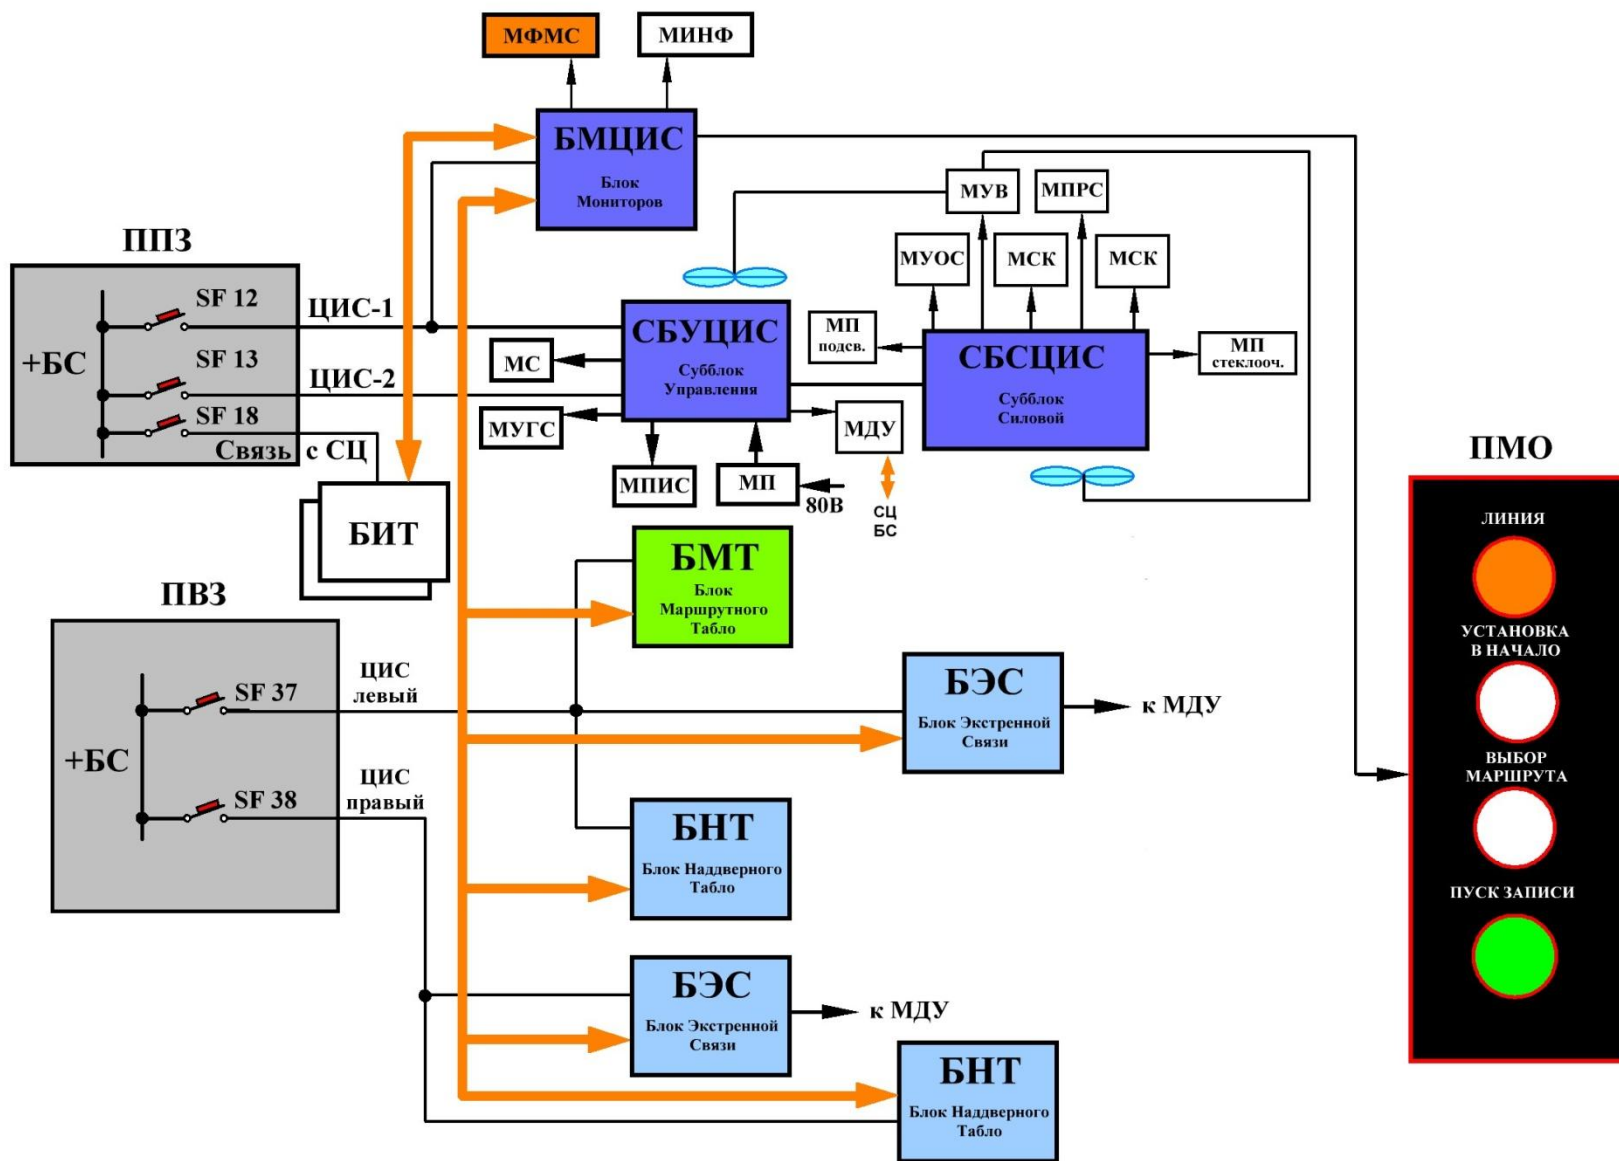 МФМС
МИНФ
БМЦИС
Блок
Мониторов
МУВ
МПРС
ППЗ
МУОС
МСК
МСК
SF 12
ЦИС-1
+БС
SF 13
ЦИС-2
SF 18
Связь с СЦ
СБУЦИС
Субблок
Управления
МП
подсв.
СБСЦИС
Субблок
Силовой
МП
стеклооч.
МС
МУГС
МДУ
МПИС
МП
80В
СЦ
БС
БИТ
ПМО
ЛИНИЯ
УСТАНОВКА
В НАЧАЛО
ВЫБОР
МАРШРУТА
ПУСК ЗАПИСИ
БМТ
Блок
Маршрутного
Табло
ПВЗ
SF 37
ЦИС
левый
+БС
SF 38
ЦИС
правый
БЭС
Блок Экстренной
Связи
к МДУ
БНТ
Блок Наддверного
Табло
БЭС
Блок Экстренной
Связи
к МДУ
БНТ
Блок Наддверного
Табло